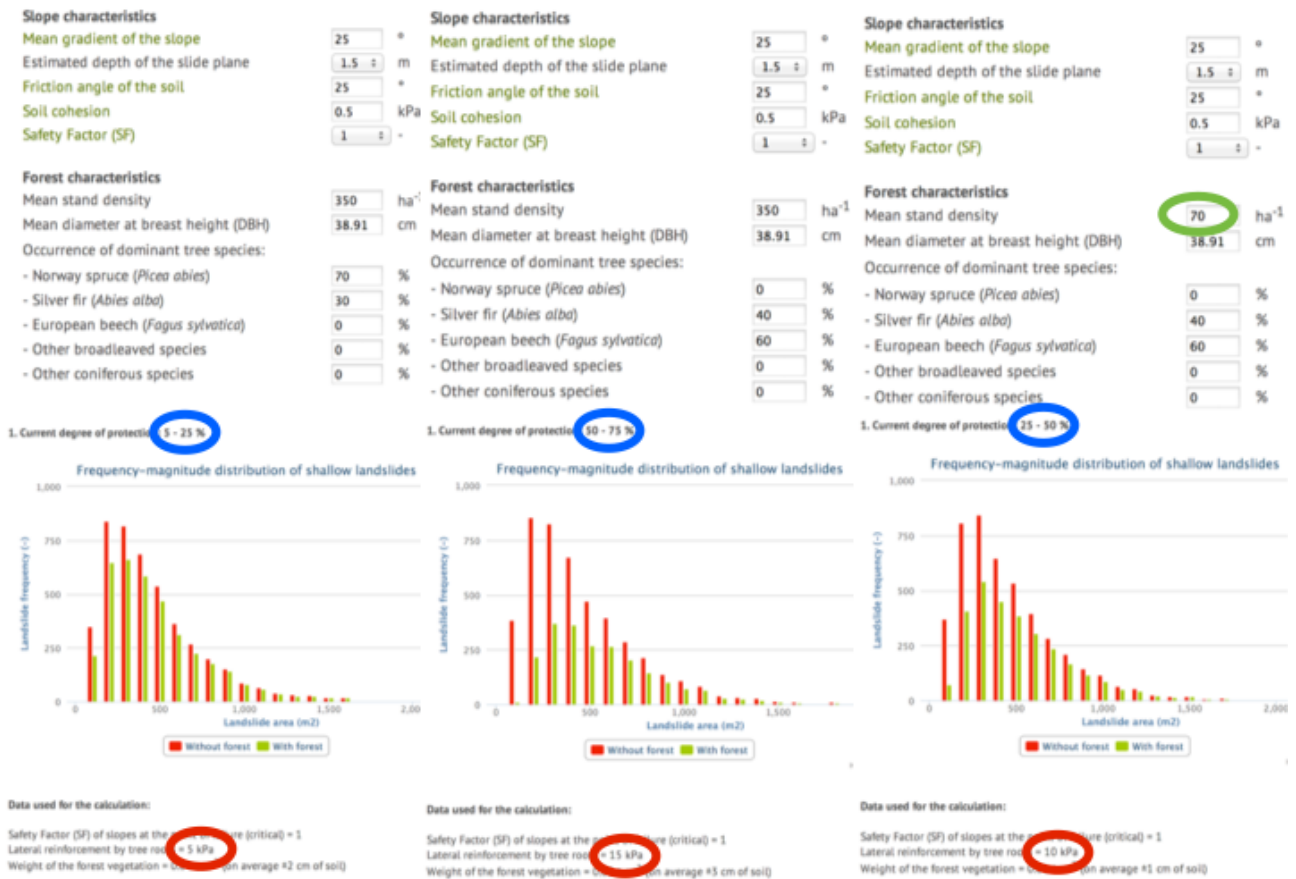 Slope characteristics
Mean gradient of the slope 25 °
Estimated depth of the slide plane 1.5 m
Friction angle of the soil 25 °
Soil cohesion 0.5 kPa
Safety Factor (SF) 1 -
Forest characteristics
Mean stand density 350 ha-1
Mean diameter at breast height (DBH) 38.91 cm
Occurrence of dominant tree species:
- Norway spruce (Picea abies) 70 %
- Silver fir (Abies alba) 30 %
- European beech (Fagus sylvatica) 0 %
- Other broadleaved species 0 %
- Other coniferous species 0 %
1. Current degree of protectio 5 - 25 %
Frequency-magnitude distribution of shallow landslides
1,000
750
500
250
0
Landslide frequency (-)
0 500 1,000 1,500 2,00
Landslide area (m2)
Without forest With forest
Data used for the calculation:
Safety Factor (SF) of slopes at the ure (critical) = 1
Lateral reinforcement by tree roo = 5 kPa
Weight of the forest vegetation = (on average ±2 cm of soil)
Slope characteristics
Mean gradient of the slope 25 °
Estimated depth of the slide plane 1.5 m
Friction angle of the soil 25 °
Soil cohesion 0.5 kPa
Safety Factor (SF) 1 -
Forest characteristics
Mean stand density 350 ha-1
Mean diameter at breast height (DBH) 38.91 cm
Occurrence of dominant tree species:
- Norway spruce (Picea abies) 0 %
- Silver fir (Abies alba) 40 %
- European beech (Fagus sylvatica) 60 %
- Other broadleaved species 0 %
- Other coniferous species 0 %
1. Current degree of protectio 50 - 75 %
Frequency-magnitude distribution of shallow landslides
1,000
750
500
250
0
Landslide frequency (-)
0 500 1,000 1,500
Landslide area (m2)
Without forest With forest
Data used for the calculation:
Safety Factor (SF) of slopes at the lure (critical) = 1
Lateral reinforcement by tree roo = 15 kPa
Weight of the forest vegetation = (on average ±3 cm of soil)
Slope characteristics
Mean gradient of the slope 25 °
Estimated depth of the slide plane 1.5 m
Friction angle of the soil 25 °
Soil cohesion 0.5 kPa
Safety Factor (SF) 1 -
Forest characteristics
Mean stand density 70 ha-1
Mean diameter at breast height (DBH) 38.91 cm
Occurrence of dominant tree species:
- Norway spruce (Picea abies) 0 %
- Silver fir (Abies alba) 40 %
- European beech (Fagus sylvatica) 60 %
- Other broadleaved species 0 %
- Other coniferous species 0 %
1. Current degree of protectio 25 - 50 %
Frequency-magnitude distribution of shallow landslides
1,000
750
500
250
0
Landslide frequency (-)
0 500 1,000 1,500 2,000
Landslide area (m2)
Without forest With forest
Data used for the calculation:
Safety Factor (SF) of slopes at the ure (critical) = 1
Lateral reinforcement by tree roo = 10 kPa
Weight of the forest vegetation = (on average ±1 cm of soil)